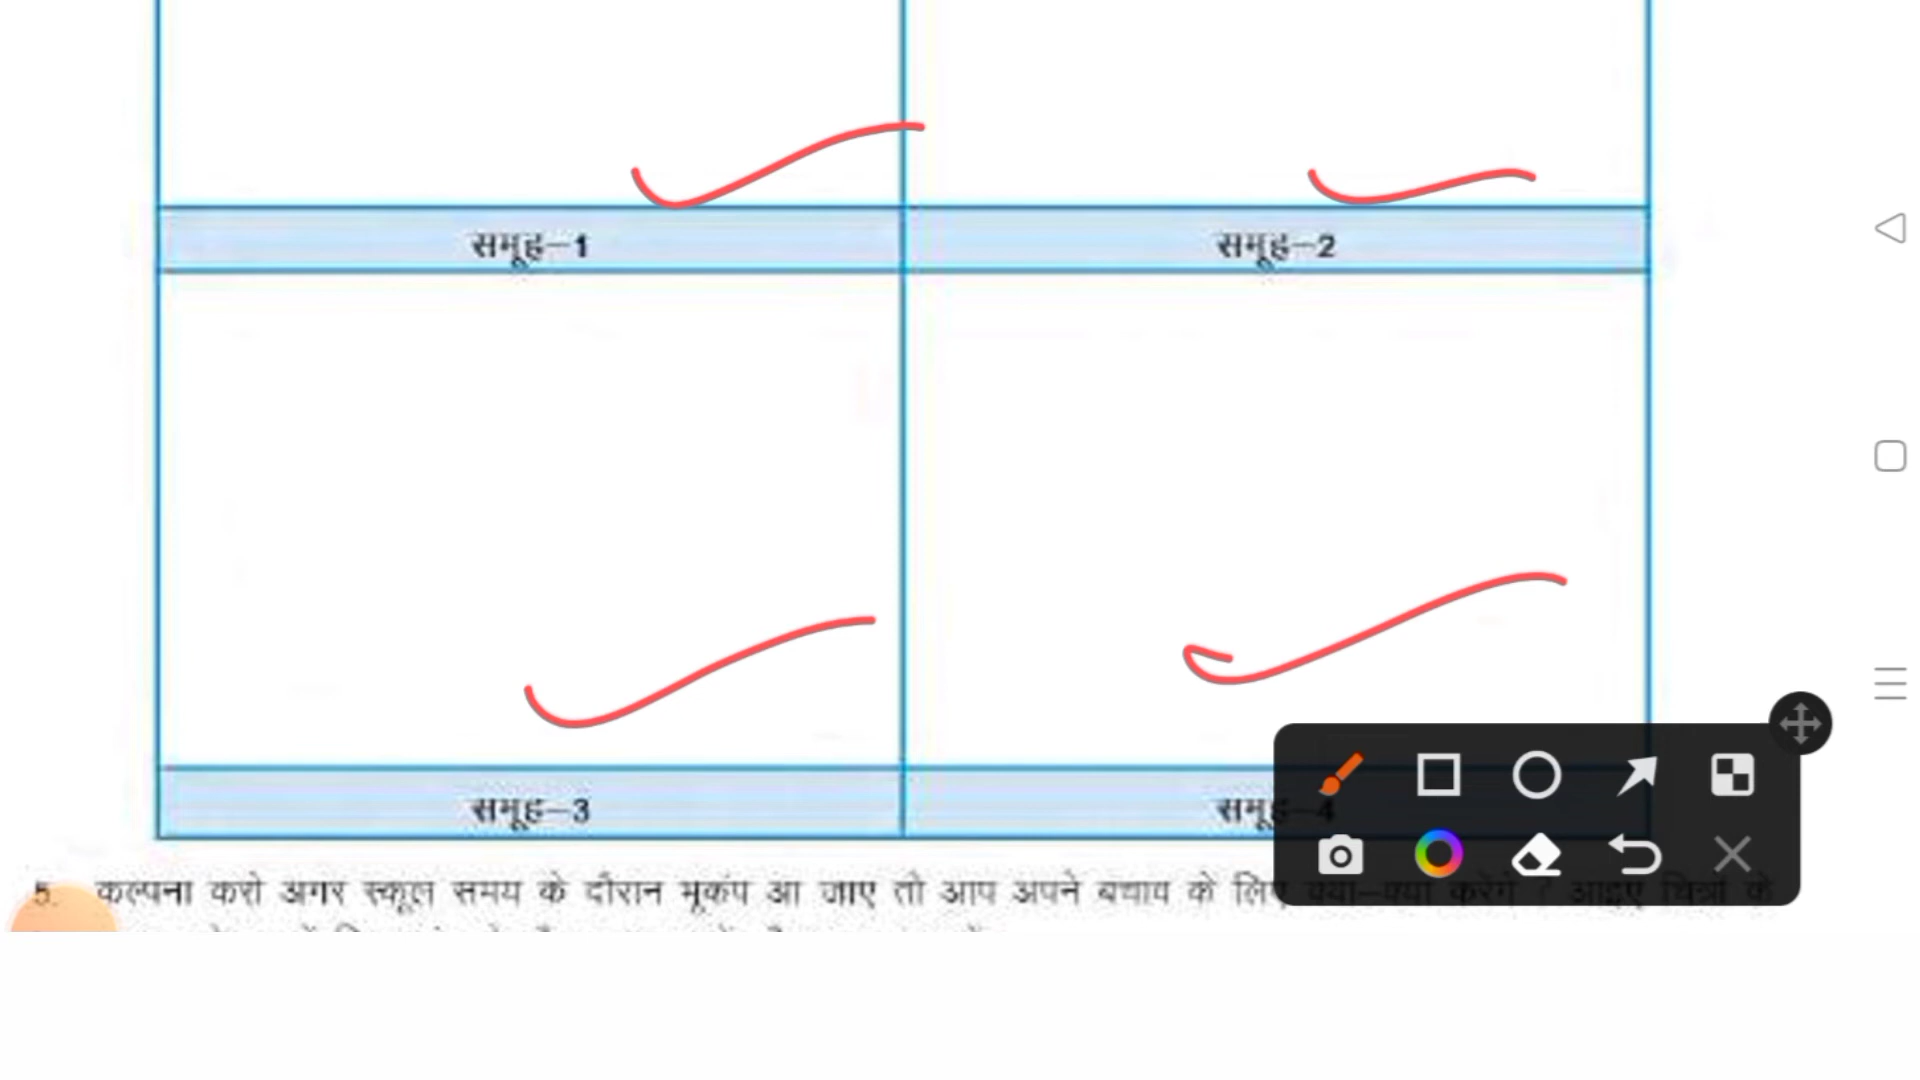 समूह–1
समूह–2
समूह–3
समूह–4
5. कल्पना करो अगर स्कूल समय के दौरान भूकंप आ जाए तो आप अपने बचाव के लिए क्या–क्या करेंगे ? आइए चित्रों के